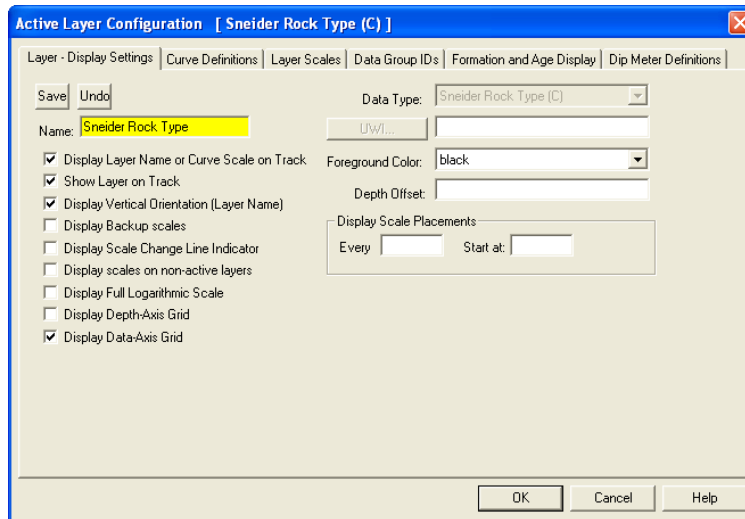 Active Layer Configuration [ Sneider Rock Type (C) ]
Layer - Display Settings Curve Definitions Layer Scales Data Group IDs Formation and Age Display Dip Meter Definitions
Save Undo
Data Type: Sneider Rock Type (C)
Name: Sneider Rock Type
UWI...
Display Layer Name or Curve Scale on Track
Foreground Color: black
Show Layer on Track
Depth Offset:
Display Vertical Orientation (Layer Name)
Display Scale Placements
Display Backup scales
Every Start at:
Display Scale Change Line Indicator
Display scales on non-active layers
Display Full Logarithmic Scale
Display Depth-Axis Grid
Display Data-Axis Grid
OK Cancel Help